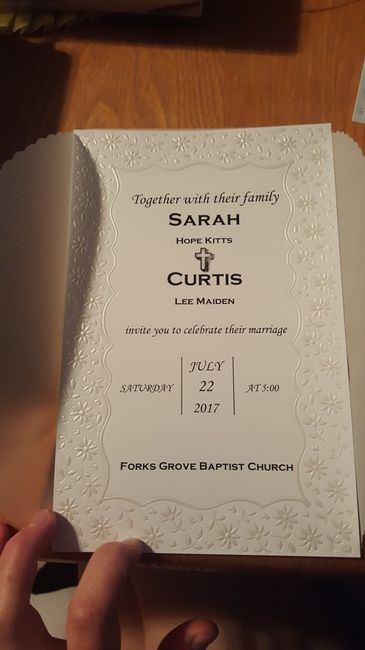 Together with their family
SARAH
HOPE KITTS
CURTIS
LEE MAIDEN
invite you to celebrate their marriage
JULY
SATURDAY 22 AT 5:00
2017
FORKS GROVE BAPTIST CHURCH